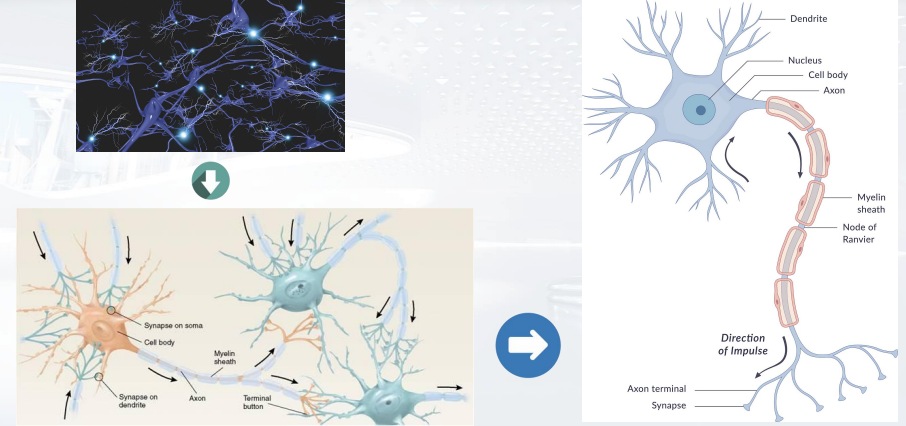 Synapse on soma
Cell body
Myelin
sheath
Synapse on
dendrite
Axon
Terminal
button
Dendrite
Nucleus
Cell body
Axon
Myelin
sheath
Node of
Ranvier
Direction
of Impulse
Axon terminal
Synapse